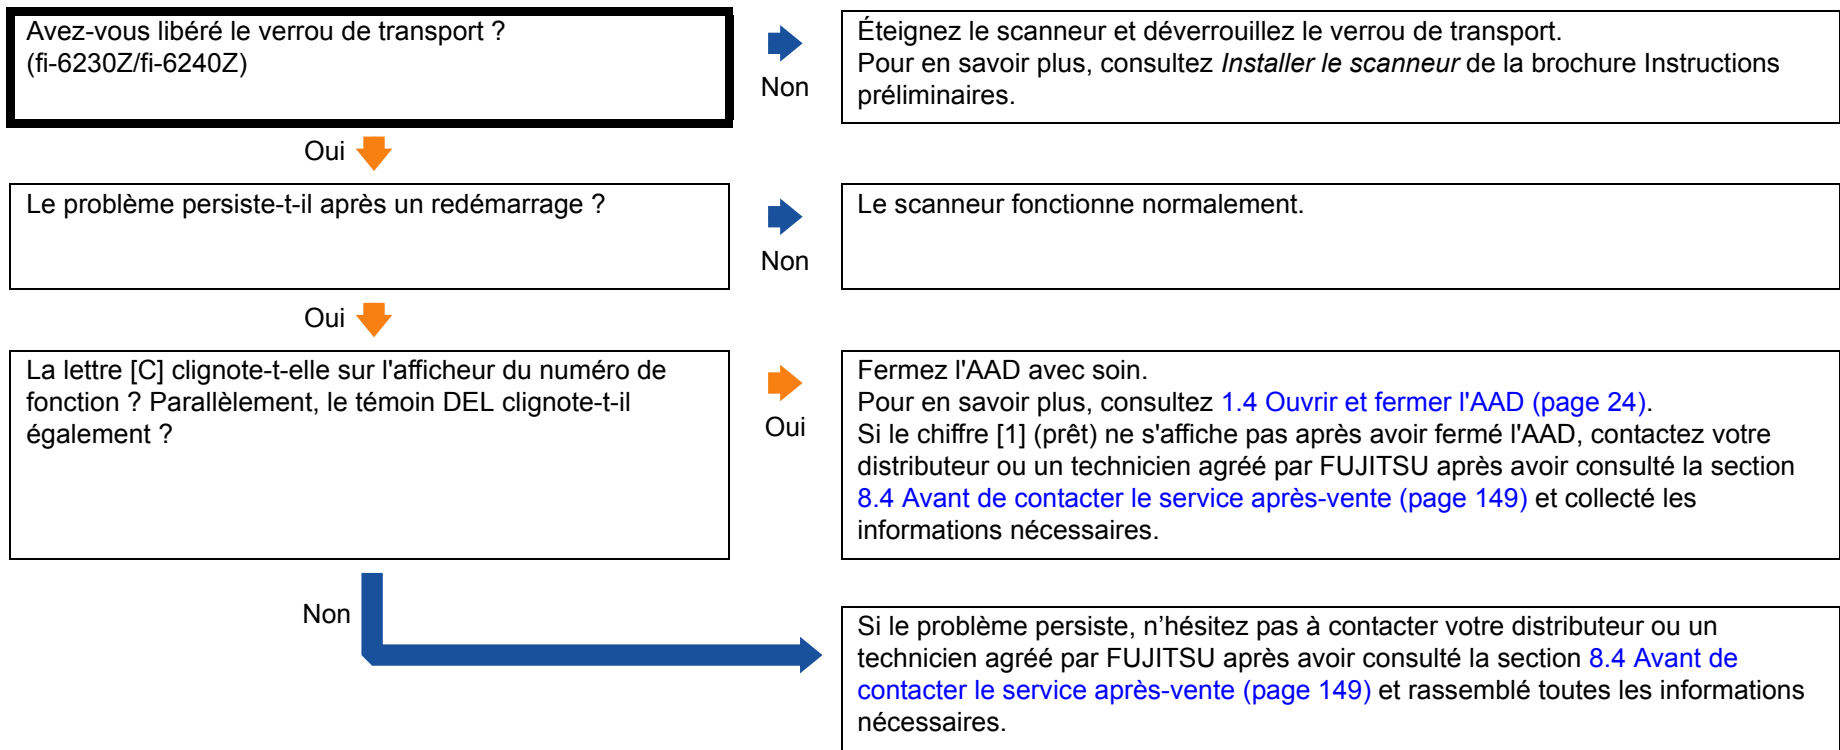 Avez-vous libéré le verrou de transport ?
(fi-6230Z/fi-6240Z)
Non
Éteignez le scanneur et déverrouillez le verrou de transport.
Pour en savoir plus, consultez Installer le scanneur de la brochure Instructions
préliminaires.
Oui
Le problème persiste-t-il après un redémarrage ?
Non
Le scanneur fonctionne normalement.
Oui
La lettre [C] clignote-t-elle sur l'afficheur du numéro de
fonction ? Parallèlement, le témoin DEL clignote-t-il
également ?
Oui
Fermez l'AAD avec soin.
Pour en savoir plus, consultez 1.4 Ouvrir et fermer l'AAD (page 24).
Si le chiffre [1] (prêt) ne s'affiche pas après avoir fermé l'AAD, contactez votre
distributeur ou un technicien agréé par FUJITSU après avoir consulté la section
8.4 Avant de contacter le service après-vente (page 149) et collecté les
informations nécessaires.
Non
Si le problème persiste, n’hésitez pas à contacter votre distributeur ou un
technicien agréé par FUJITSU après avoir consulté la section 8.4 Avant de
contacter le service après-vente (page 149) et rassemblé toutes les informations
nécessaires.